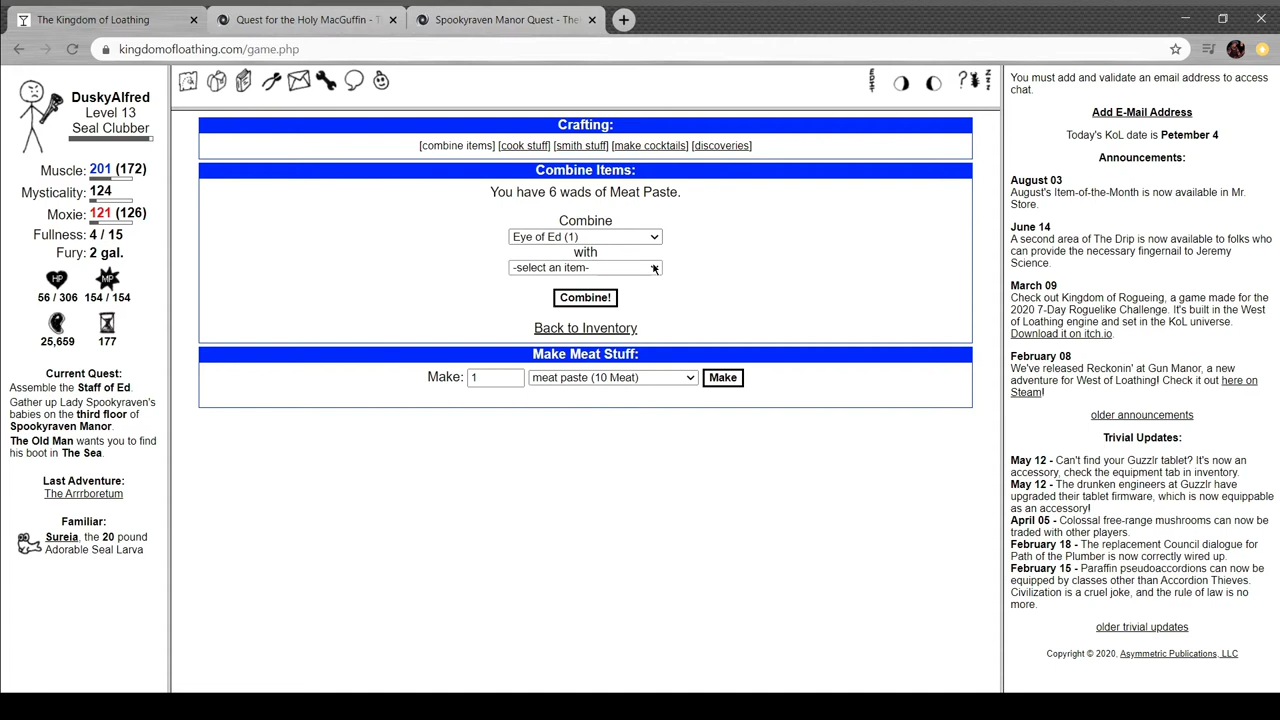 The Kingdom of Loathing
Quest for the Holy MacGuffin - T
Spookyraven Manor Quest - The
kingdomofloathing.com/game.php
DuskyAlfred
Level 13
Seal Clubber
Muscle: 201 (172)
Mysticality: 124
Moxie: 121 (126)
Fullness: 4 / 15
Fury: 2 gal.
HP
MP
56 / 306
154 / 154
25,659
177
Current Quest:
Assemble the Staff of Ed.
Gather up Lady Spookyraven's
babies on the third floor of
Spookyraven Manor.
The Old Man wants you to find
his boot in The Sea.
Last Adventure:
The Arrrboretum
Familiar:
Sureia, the 20 pound
Adorable Seal Larva
Crafting:
[combine items] [cook stuff] [smith stuff] [make cocktails] [discoveries]
Combine Items:
You have 6 wads of Meat Paste.
Combine
Eye of Ed (1)
with
-select an item-
Combine!
Back to Inventory
Make Meat Stuff:
Make: 1 meat paste (10 Meat) Make
You must add and validate an email address to access
chat.
Add E-Mail Address
Today's KoL date is Petember 4
Announcements:
August 03
August's Item-of-the-Month is now available in Mr.
Store.
June 14
A second area of The Drip is now available to folks who
can provide the necessary fingernail to Jeremy
Science.
March 09
Check out Kingdom of Rogueing, a game made for the
2020 7-Day Roguelike Challenge. It's built in the West
of Loathing engine and set in the KoL universe.
Download it on itch.io.
February 08
We've released Reckonin' at Gun Manor, a new
adventure for West of Loathing! Check it out here on
Steam!
older announcements
Trivial Updates:
May 12 - Can't find your Guzzlr tablet? It's now an
accessory, check the equipment tab in inventory.
May 12 - The drunken engineers at Guzzlr have
upgraded their tablet firmware, which is now equippable
as an accessory!
April 05 - Colossal free-range mushrooms can now be
traded with other players.
February 18 - The replacement Council dialogue for
Path of the Plumber is now correctly wired up.
February 15 - Paraffin pseudoaccordions can now be
equipped by classes other than Accordion Thieves.
Civilization is a cruel joke, and the rule of law is no
more.
older trivial updates
Copyright © 2020, Asymmetric Publications, LLC